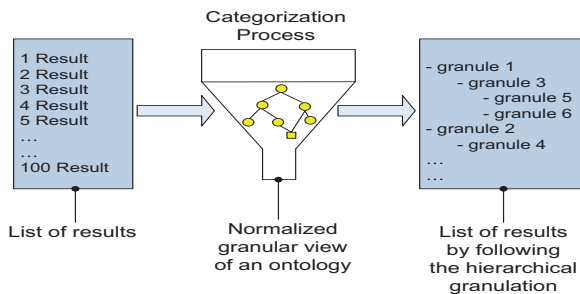 Categorization
Process
1 Result
2 Result
3 Result
4 Result
5 Result
...
...
100 Result
- granule 1
- granule 3
- granule 5
- granule 6
- granule 2
- granule 4
...
...
List of results
Normalized
granular view
of an ontology
List of results
by following
the hierarchical
granulation